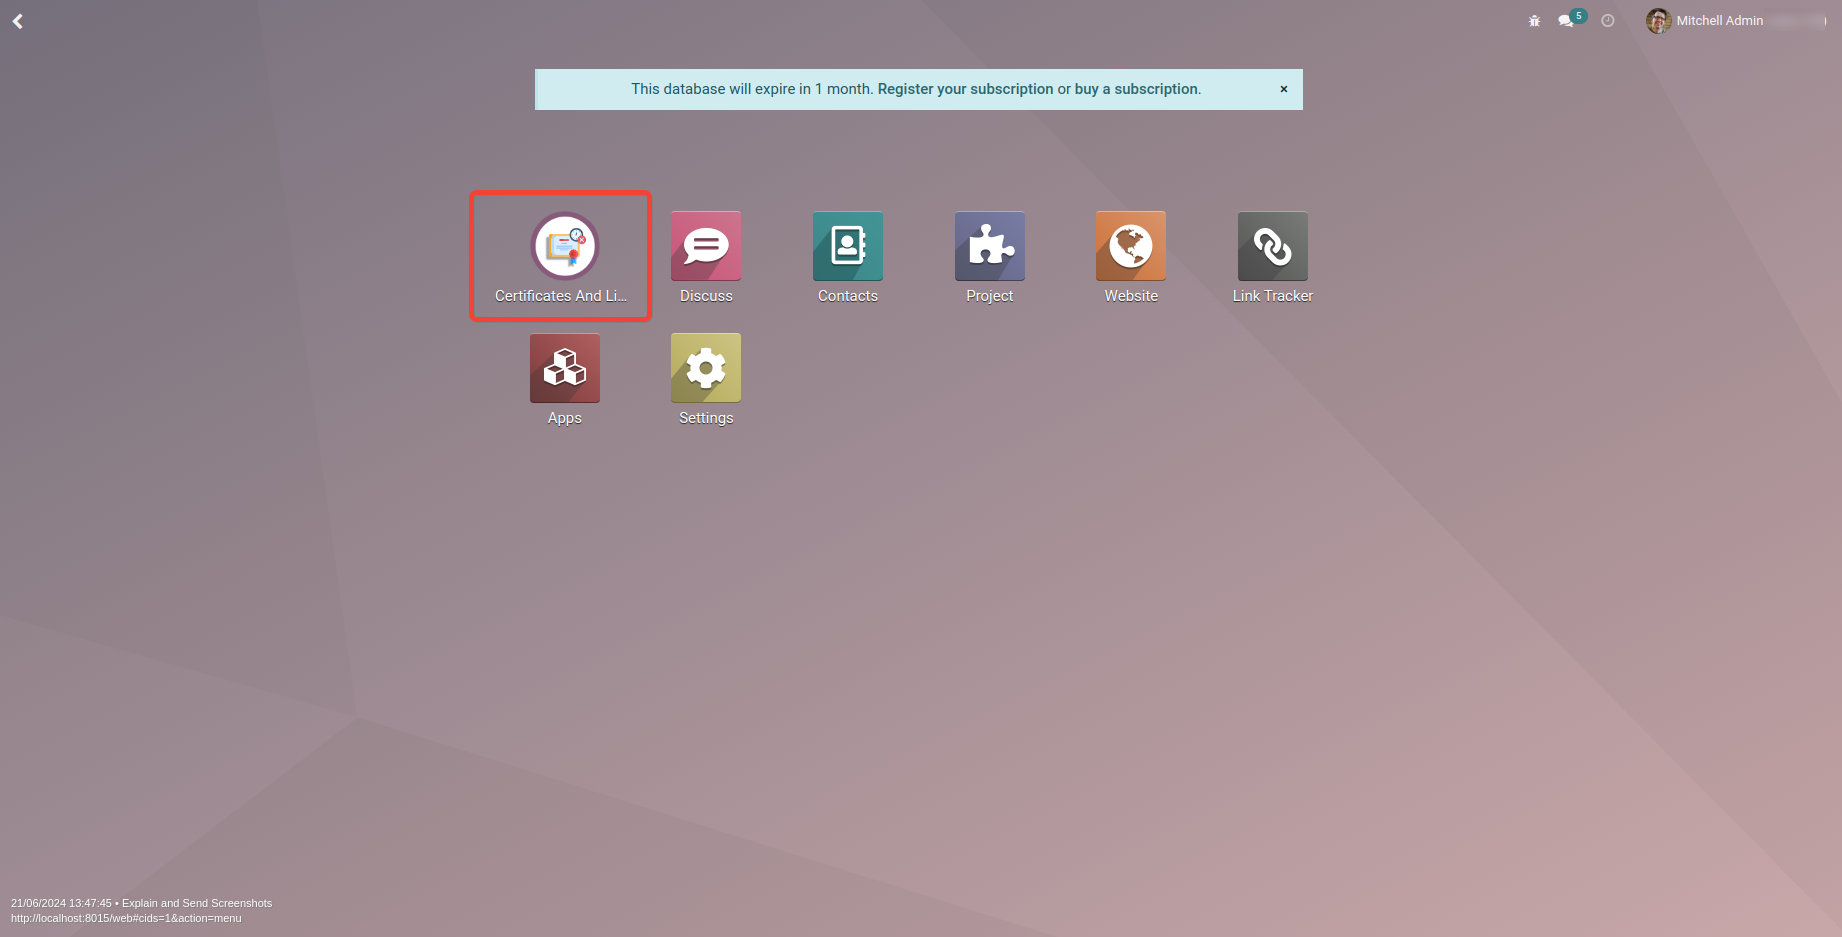 5
Mitchell Admin
This database will expire in 1 month. Register your subscription or buy a subscription.
×
Certificates And Li...
Discuss
Contacts
Project
Website
Link Tracker
Apps
Settings
21/06/2024 13:47:45 • Explain and Send Screenshots
http://localhost:8015/web#cids=1&action=menu